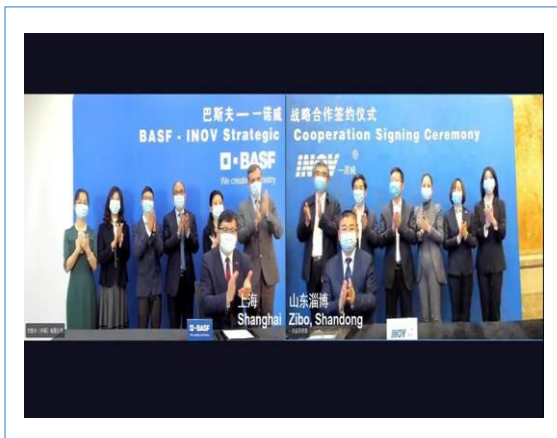 巴斯夫 — 一诺威
战略合作签约仪式
BASF - INOV Strategic
Cooperation Signing Ceremony
BASF
We create chemistry
INOV 一诺威
上海
Shanghai
山东淄博
Zibo, Shandong
BASF
INOV